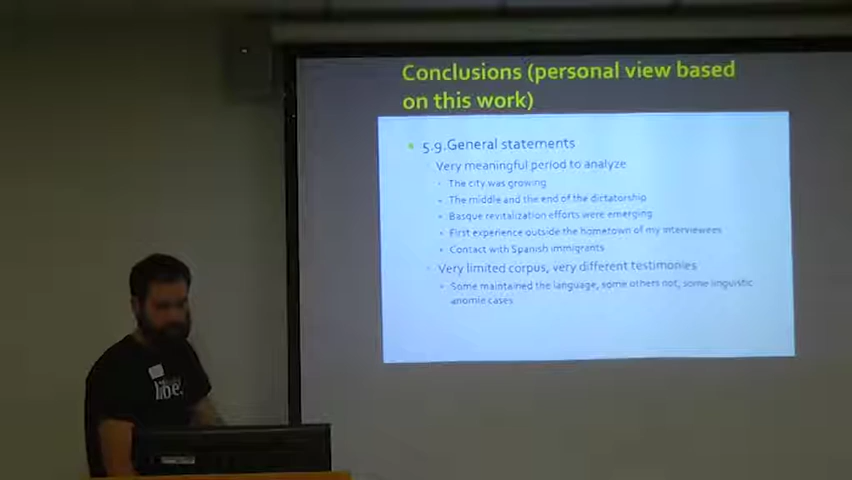 Conclusions (personal view based
on this work)
5.9.General statements
Very meaningful period to analyze
The city was growing
The middle and the end of the dictatorship
Basque revitalization efforts were emerging
First experience outside the hometown of my interviewees
Contact with Spanish immigrants
Very limited corpus, very different testimonies
Some maintained the language, some others not, some linguistic
anomie cases